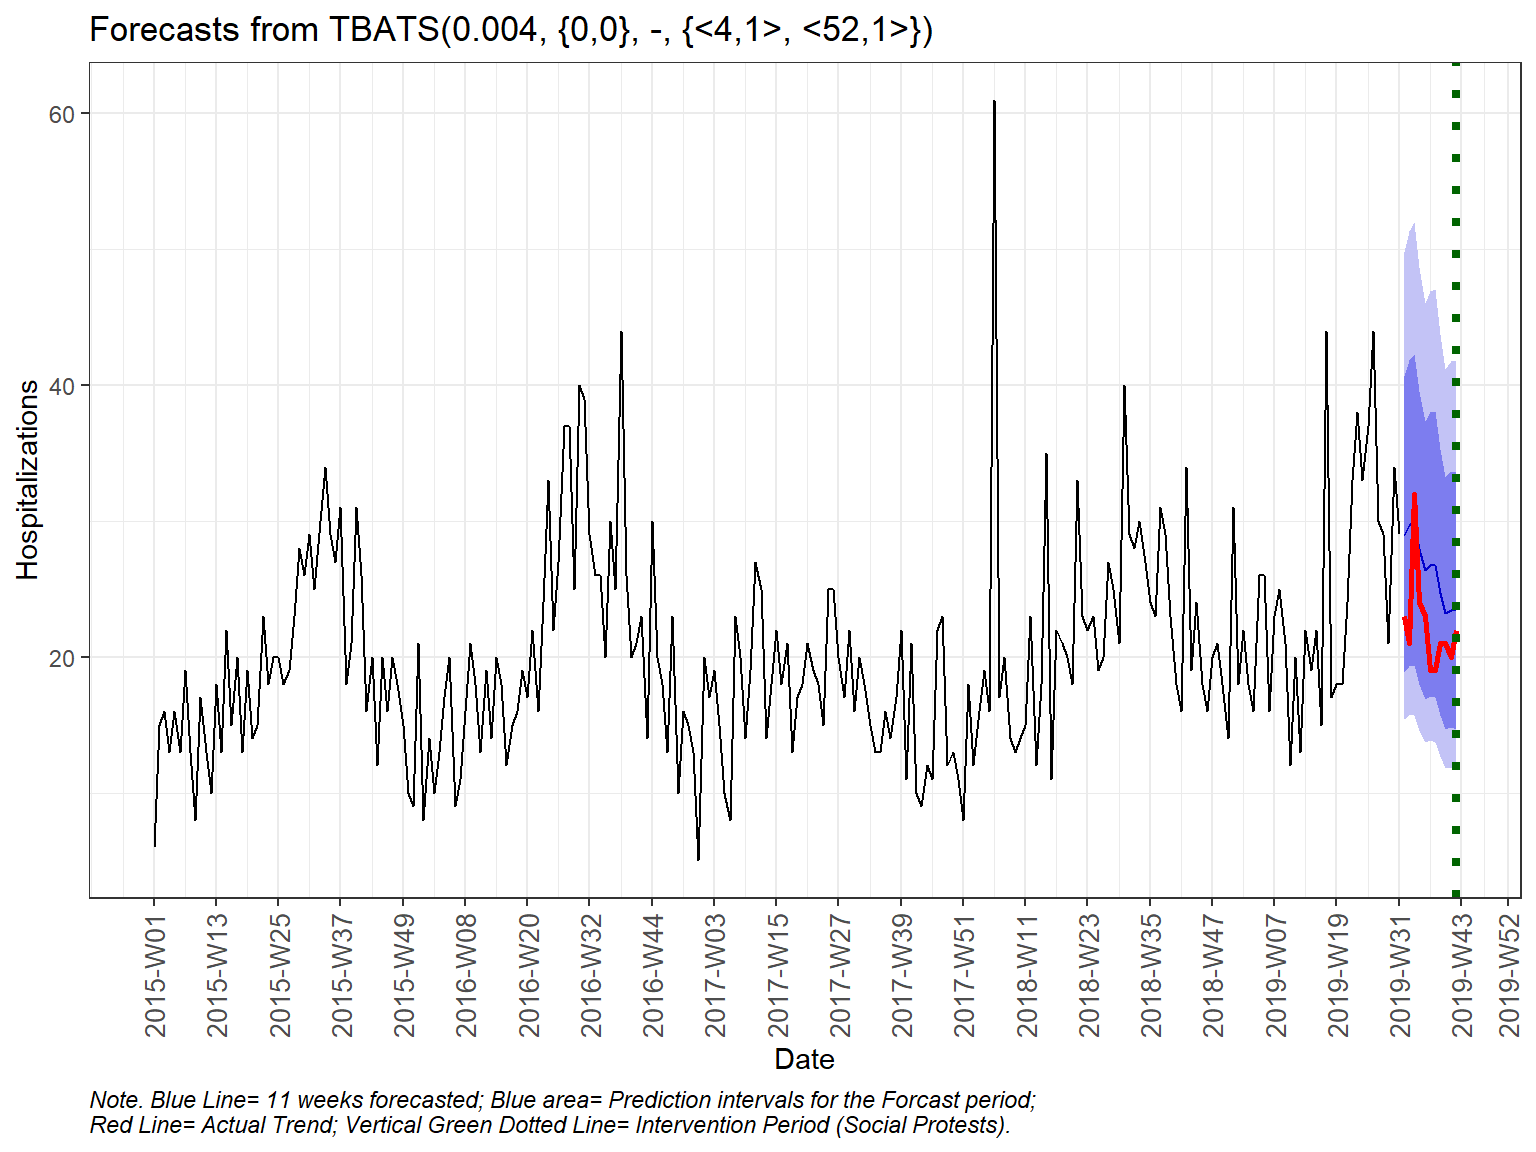 Forecasts from TBATS(0.004, {0,0}, -, {<4,1>, <52,1>})
Hospitalizations
60
40
20
2015-W01
2015-W13
2015-W25
2015-W37
2015-W49
2016-W08
2016-W20
2016-W32
2016-W44
2017-W03
2017-W15
2017-W27
2017-W39
2017-W51
2018-W11
2018-W23
2018-W35
2018-W47
2019-W07
2019-W19
2019-W31
2019-W43
2019-W52
Date
Note. Blue Line= 11 weeks forecasted; Blue area= Prediction intervals for the Forcast period;
Red Line= Actual Trend; Vertical Green Dotted Line= Intervention Period (Social Protests).